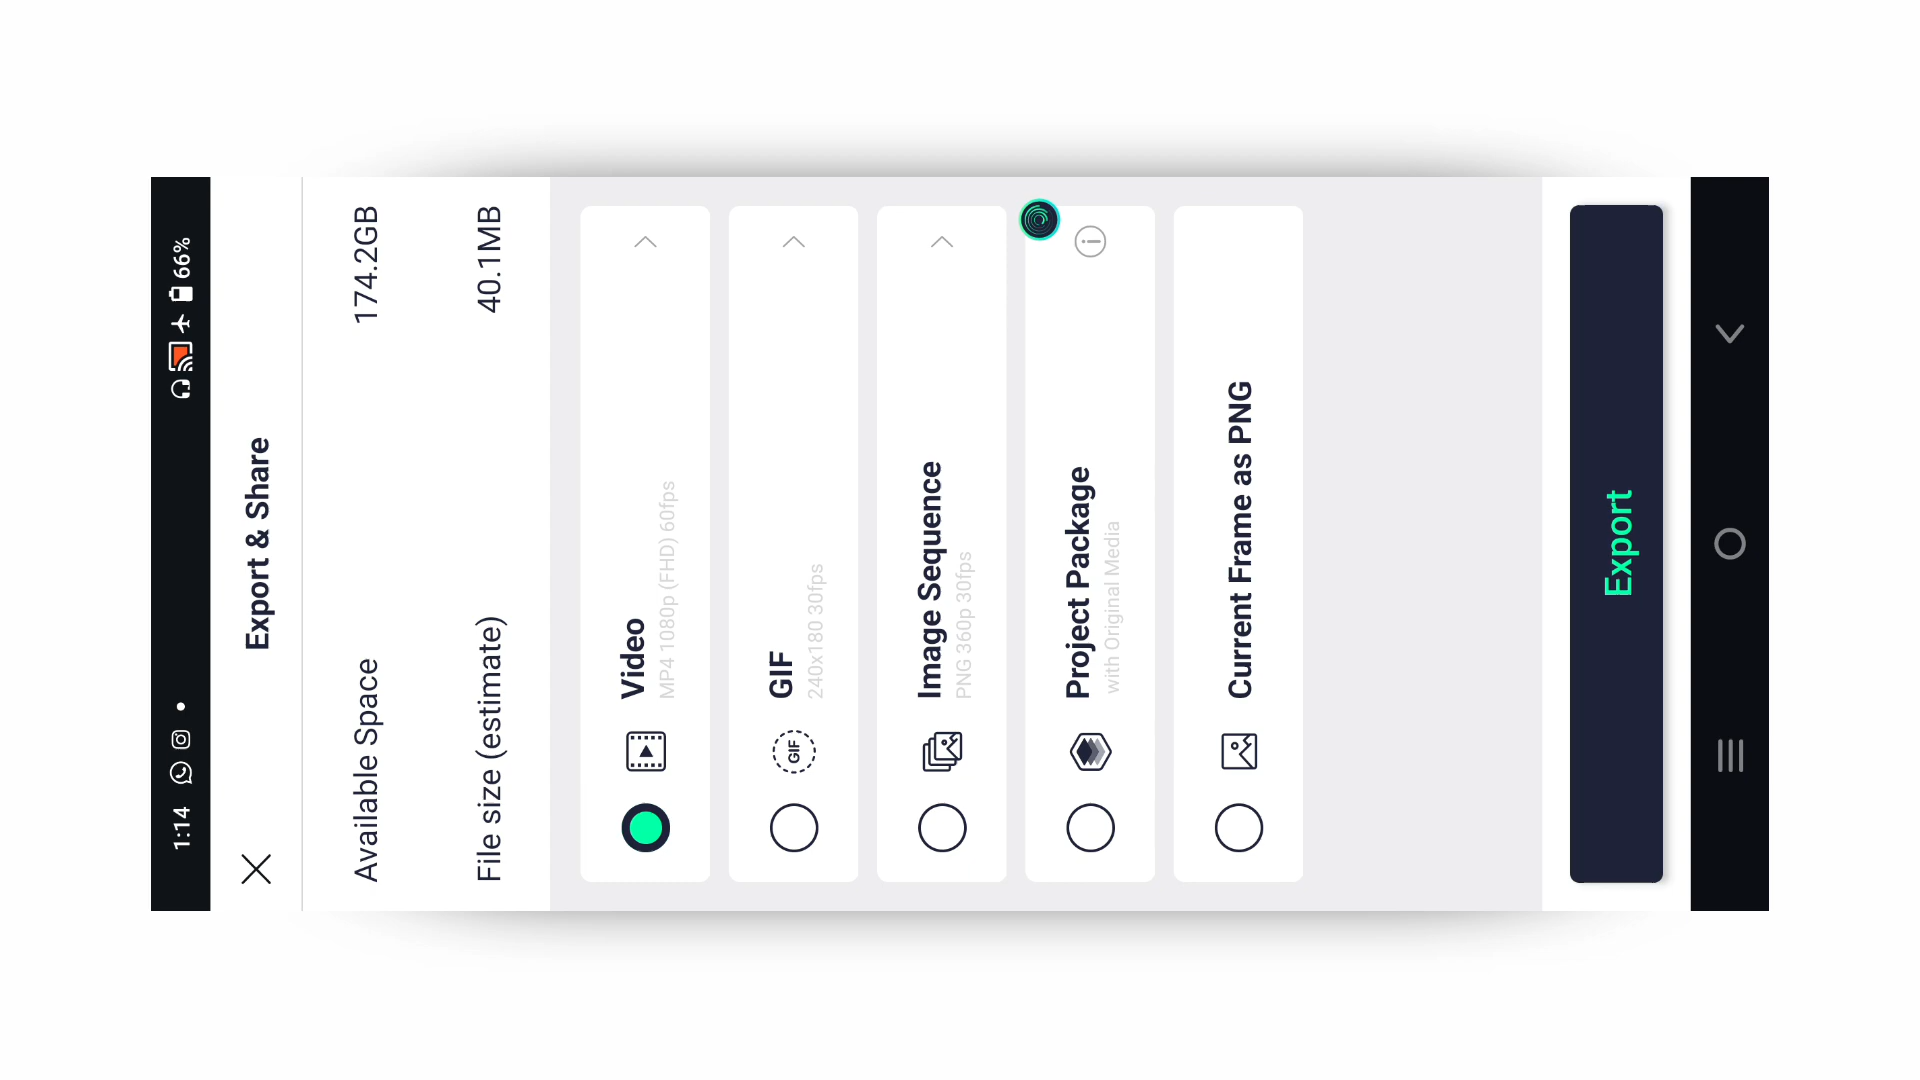 1:14
66%
Export & Share
Available Space 174.2GB
File size (estimate) 40.1MB
Video
MP4 1080p (FHD) 60fps
GIF
GIF
240x180 30fps
Image Sequence
PNG 360p 30fps
Project Package
with Original Media
Current Frame as PNG
Export